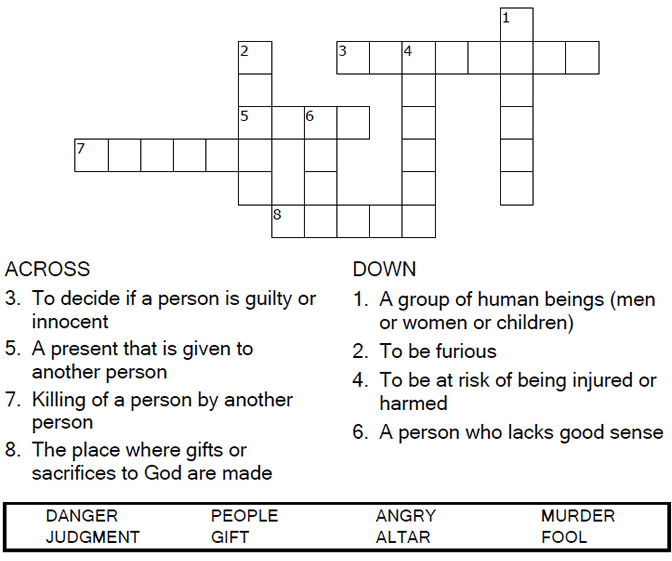 1
2
3
4
5
6
7
8
ACROSS
3. To decide if a person is guilty or
innocent
5. A present that is given to
another person
7. Killing of a person by another
person
8. The place where gifts or
sacrifices to God are made
DOWN
1. A group of human beings (men
or women or children)
2. To be furious
4. To be at risk of being injured or
harmed
6. A person who lacks good sense
DANGER PEOPLE ANGRY MURDER
JUDGMENT GIFT ALTAR FOOL